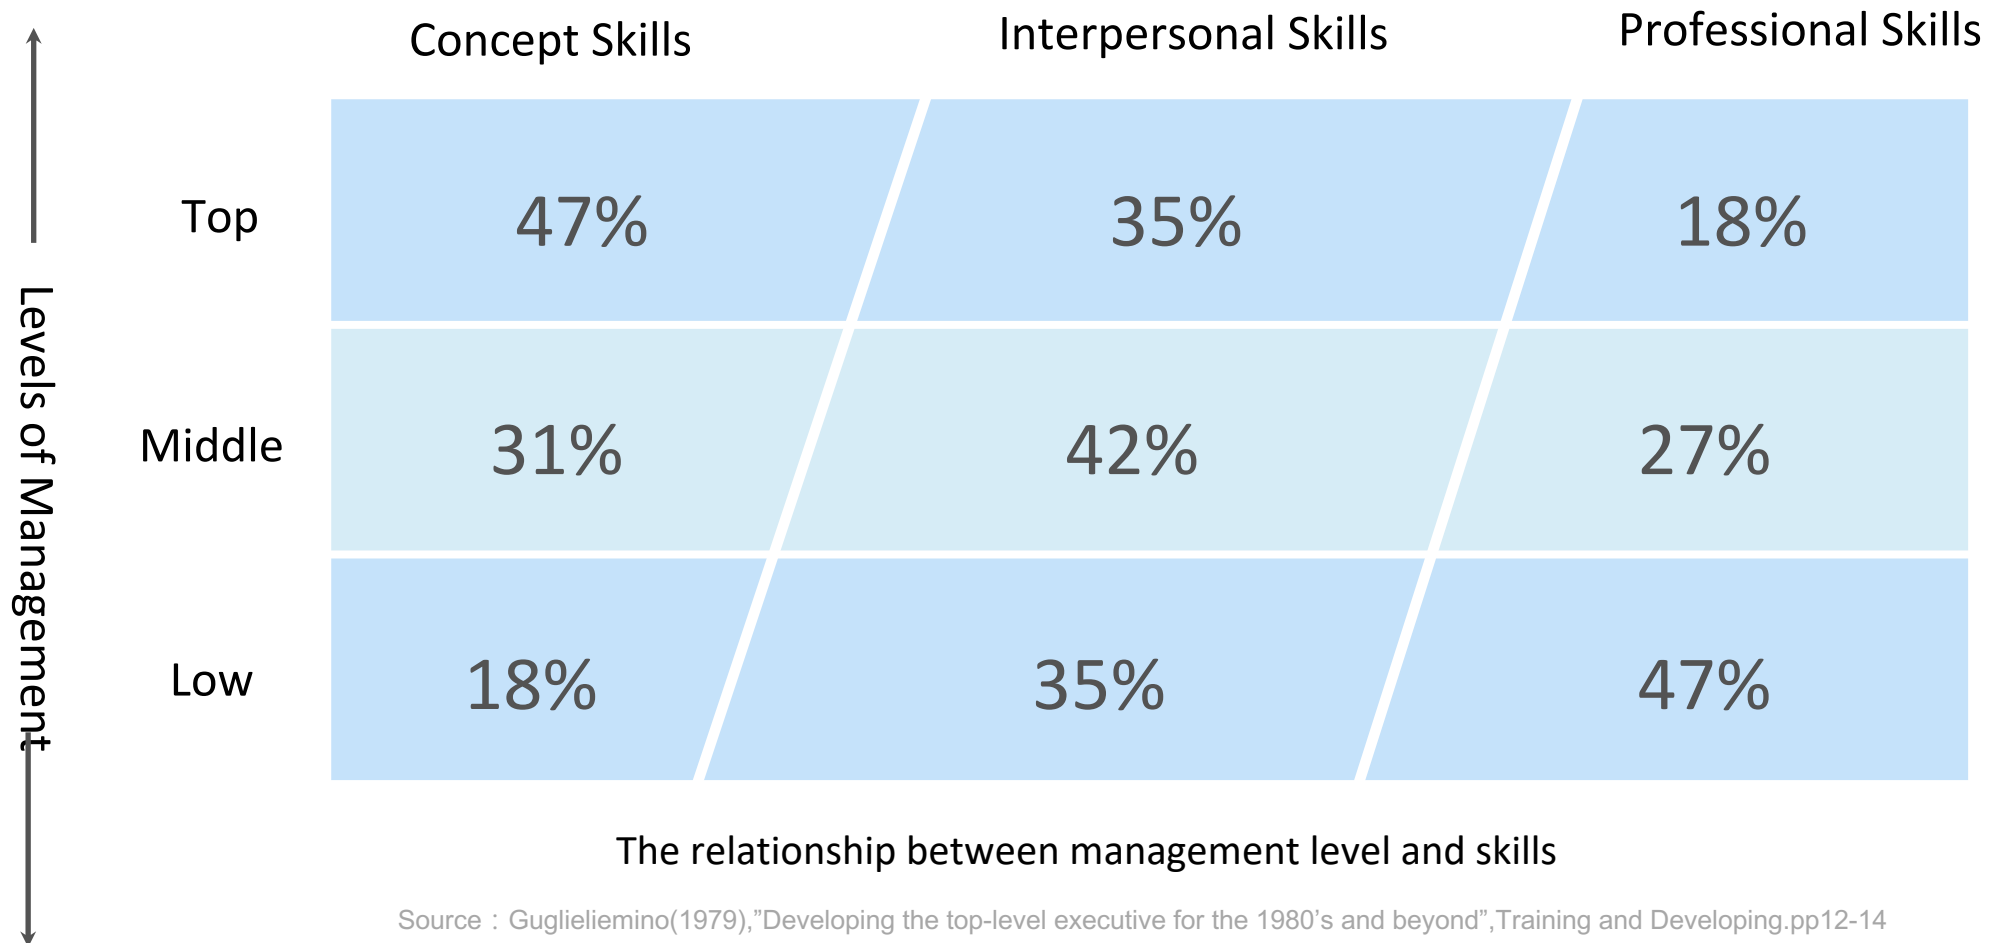 Concept Skills
Interpersonal Skills
Professional Skills
Levels of Management
Top
47%
35%
18%
Middle
31%
42%
27%
Low
18%
35%
47%
The relationship between management level and skills
Source：Guglieliemino(1979),”Developing the top-level executive for the 1980’s and beyond”,Training and Developing.pp12-14